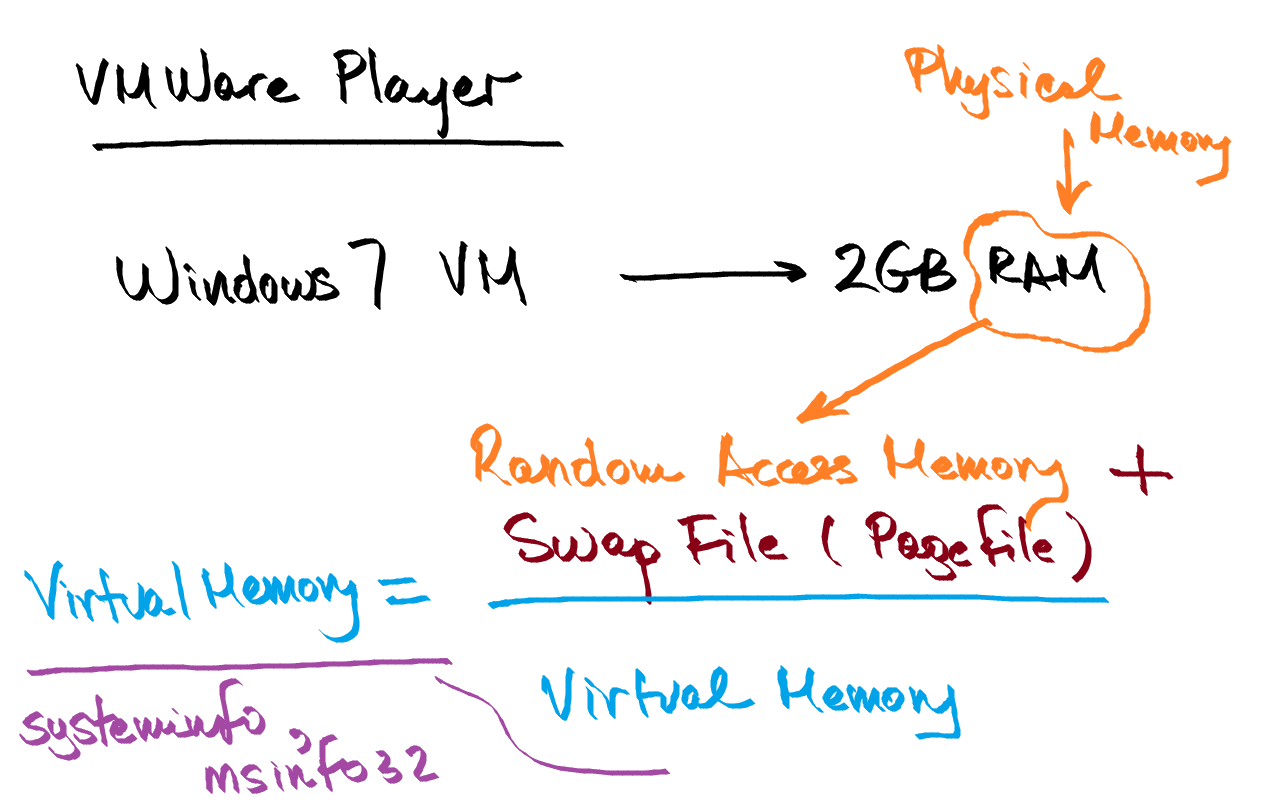 VMWare Player
Physical
Memory
Windows 7 VM → 2GB RAM
Random Access Memory +
Swap File (Pagefile)
Virtual Memory =
Virtual Memory
systeminfo,
msinfo32